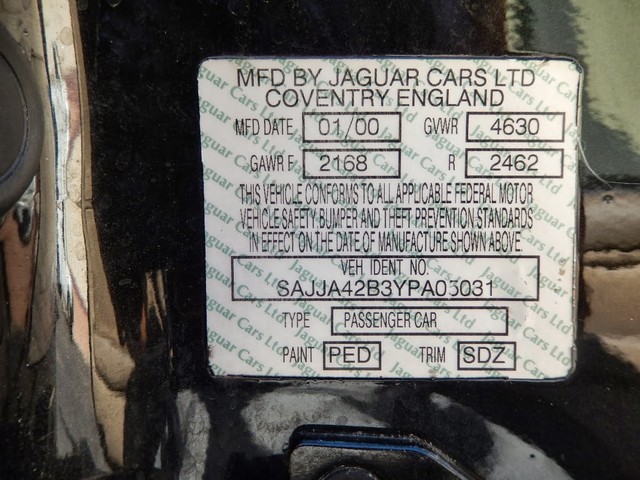 MFD BY JAGUAR CARS LTD
COVENTRY ENGLAND
MFD DATE 01/00 GVWR 4630
GAWR F 2168 R 2462
THIS VEHICLE CONFORMS TO ALL APPLICABLE FEDERAL MOTOR
VEHICLE SAFETY BUMPER AND THEFT PREVENTION STANDARDS
IN EFFECT ON THE DATE OF MANUFACTURE SHOWN ABOVE
VEH IDENT NO.
SAJJA42B3YPA03031
TYPE PASSENGER CAR
PAINT PED TRIM SDZ